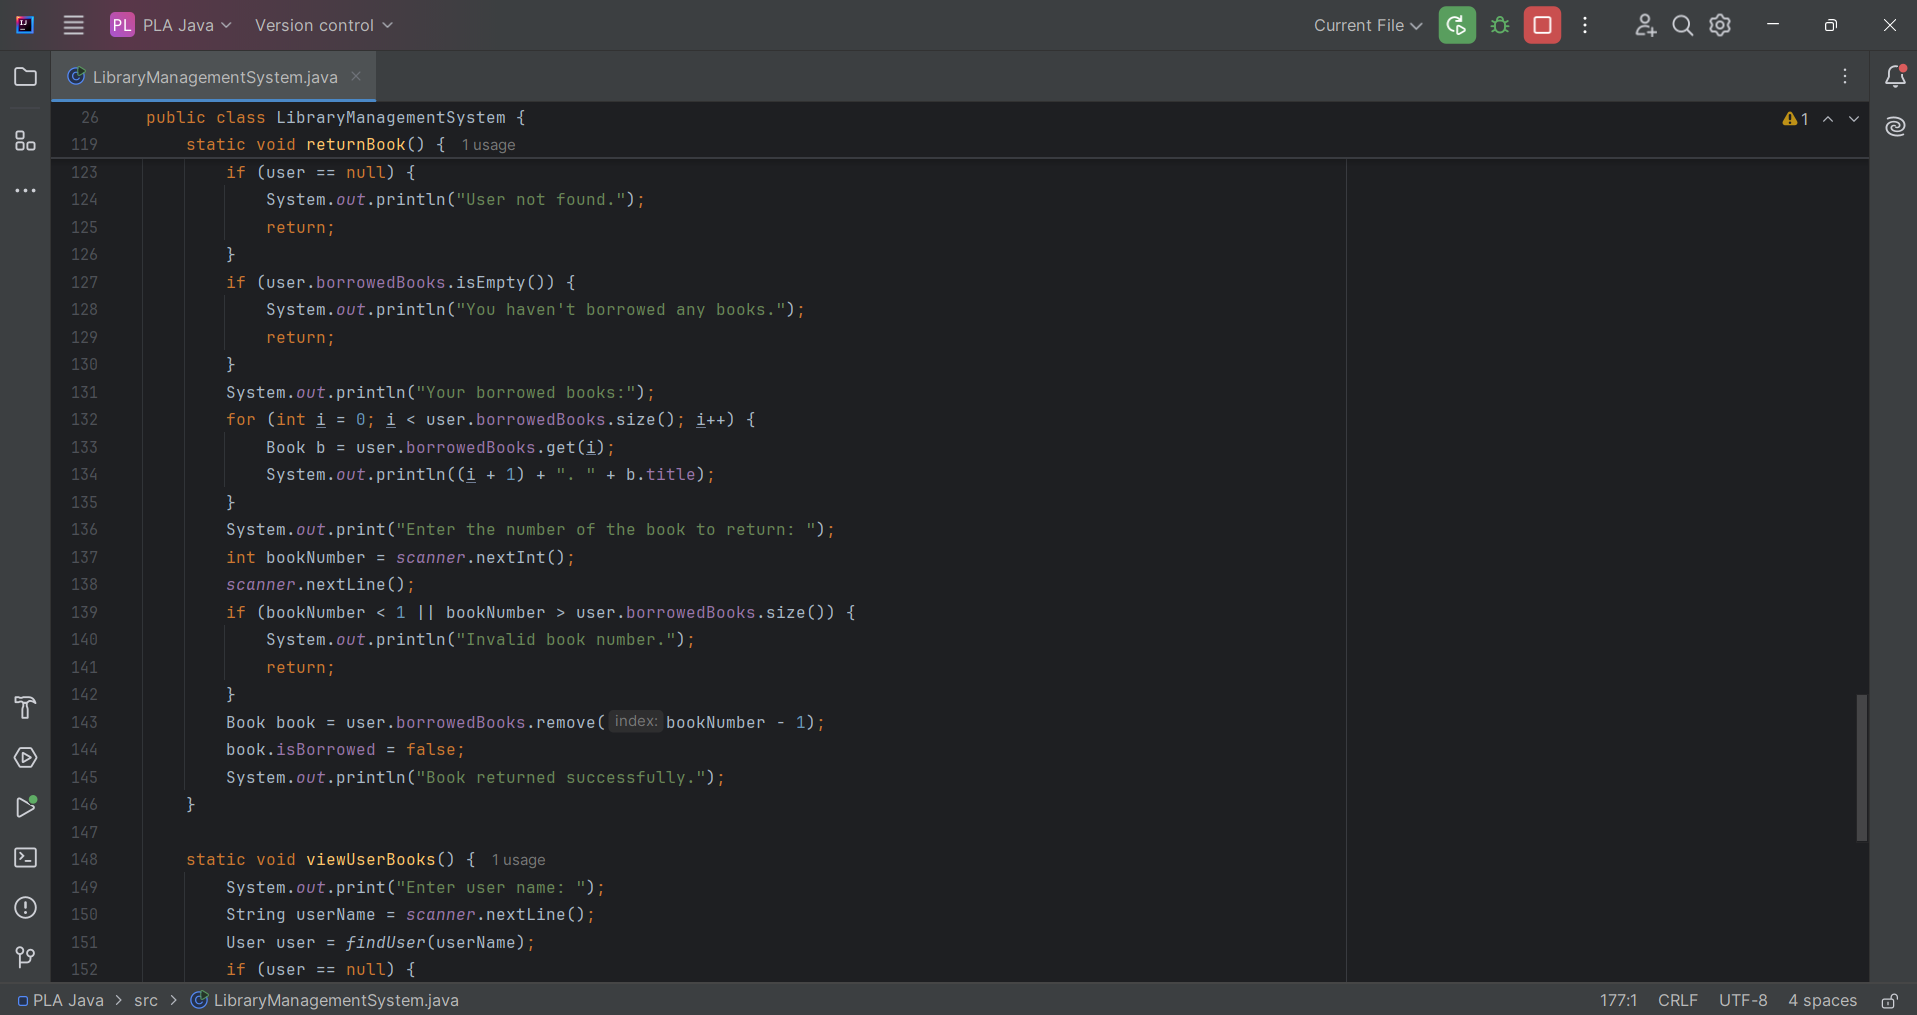 PL PLA Java Version control Current File
LibraryManagementSystem.java
26 public class LibraryManagementSystem { 1
119 static void returnBook() { 1 usage
123 if (user == null) {
124 System.out.println("User not found.");
125 return;
126 }
127 if (user.borrowedBooks.isEmpty()) {
128 System.out.println("You haven't borrowed any books.");
129 return;
130 }
131 System.out.println("Your borrowed books:");
132 for (int i = 0; i < user.borrowedBooks.size(); i++) {
133 Book b = user.borrowedBooks.get(i);
134 System.out.println((i + 1) + ". " + b.title);
135 }
136 System.out.print("Enter the number of the book to return: ");
137 int bookNumber = scanner.nextInt();
138 scanner.nextLine();
139 if (bookNumber < 1 || bookNumber > user.borrowedBooks.size()) {
140 System.out.println("Invalid book number.");
141 return;
142 }
143 Book book = user.borrowedBooks.remove( index: bookNumber - 1);
144 book.isBorrowed = false;
145 System.out.println("Book returned successfully.");
146 }
147
148 static void viewUserBooks() { 1 usage
149 System.out.print("Enter user name: ");
150 String userName = scanner.nextLine();
151 User user = findUser(userName);
152 if (user == null) {
PLA Java > src > LibraryManagementSystem.java 177:1 CRLF UTF-8 4 spaces